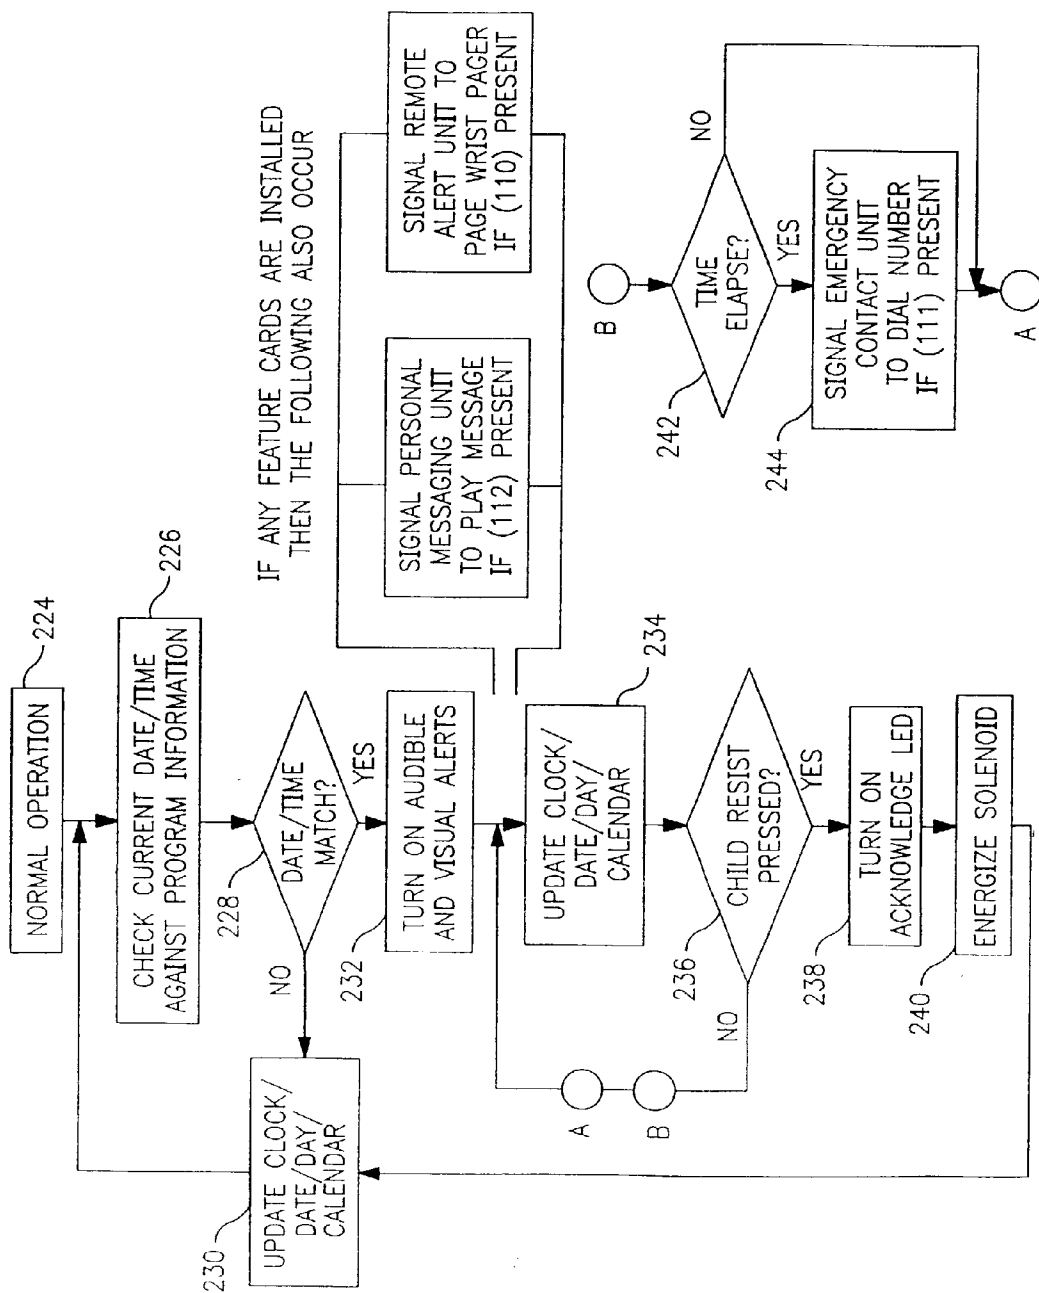 NORMAL OPERATION
224
CHECK CURRENT DATE/TIME
AGAINST PROGRAM INFORMATION
226
DATE/TIME
MATCH?
228
NO
YES
UPDATE CLOCK/
DATE/DAY/
CALENDAR
230
TURN ON AUDIBLE
AND VISUAL ALERTS
232
IF ANY FEATURE CARDS ARE INSTALLED
THEN THE FOLLOWING ALSO OCCUR
SIGNAL PERSONAL
MESSAGING UNIT
TO PLAY MESSAGE
IF (112) PRESENT
SIGNAL REMOTE
ALERT UNIT TO
PAGE WRIST PAGER
IF (110) PRESENT
UPDATE CLOCK/
DATE/DAY/
CALENDAR
234
A
B
CHILD RESIST
PRESSED?
236
NO
YES
TURN ON
ACKNOWLEDGE LED
238
ENERGIZE SOLENOID
240
B
TIME
ELAPSE?
242
NO
YES
SIGNAL EMERGENCY
CONTACT UNIT
TO DIAL NUMBER
IF (111) PRESENT
244
A